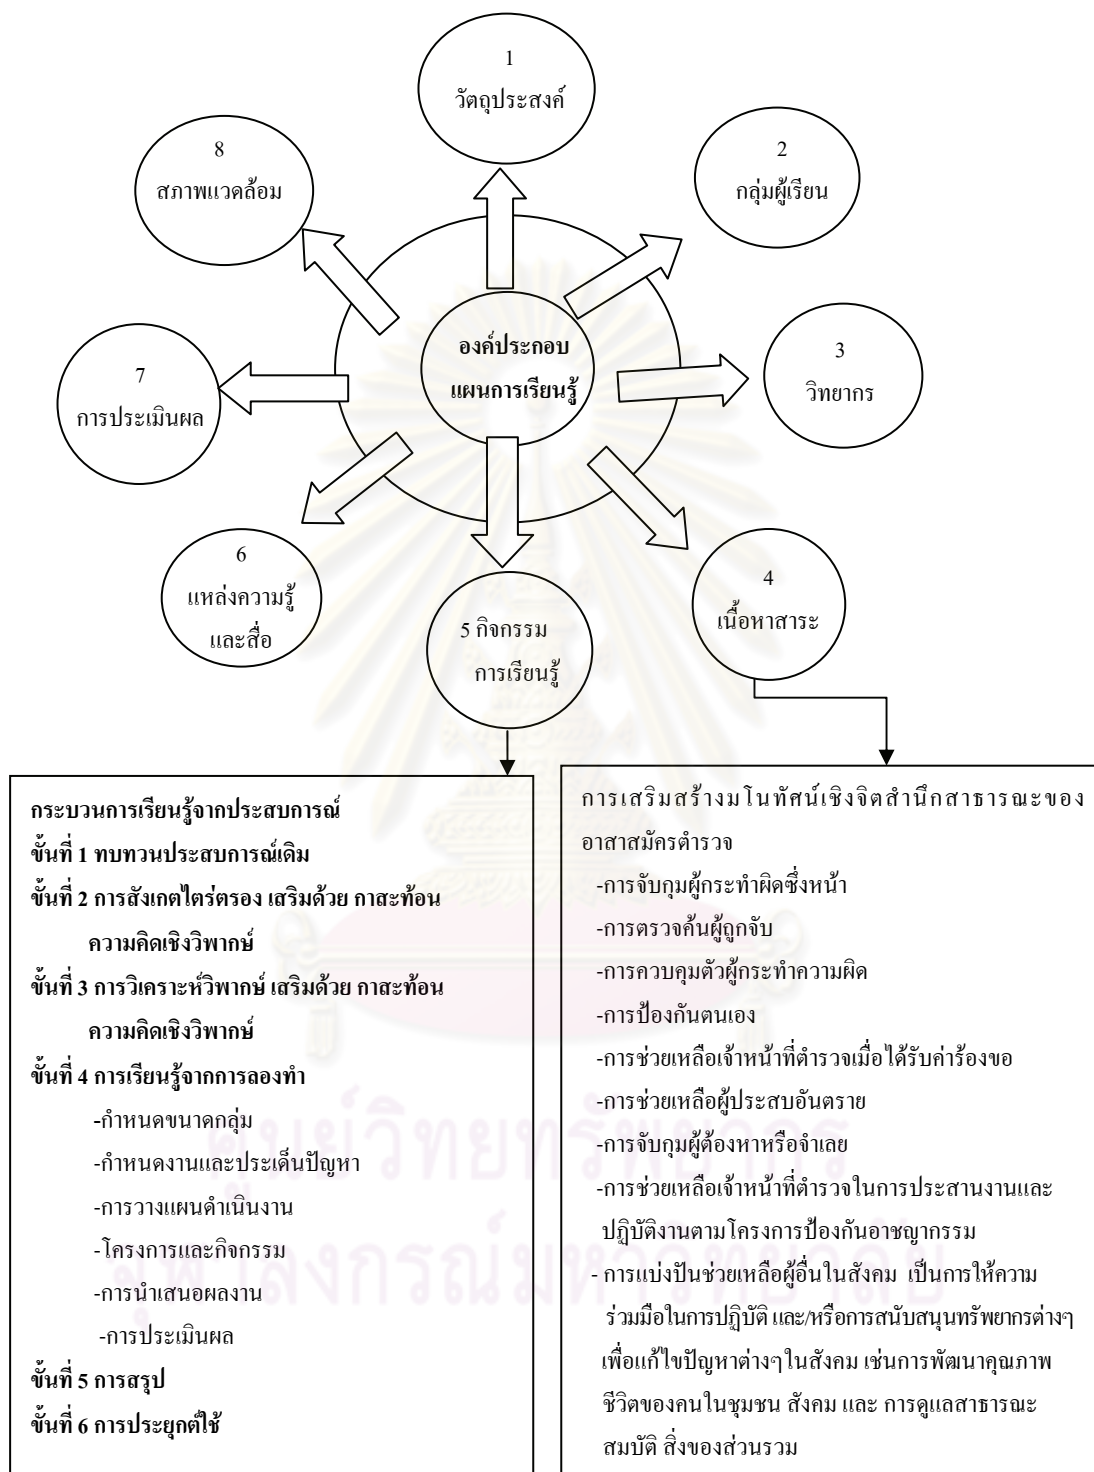 1
วัตถุประสงค์
2
กลุ่มผู้เรียน
3
วิทยากร
4
เนื้อหาสาระ
5 กิจกรรม
การเรียนรู้
6
แหล่งความรู้
และสื่อ
7
การประเมินผล
8
สภาพแวดล้อม
องค์ประกอบ
แผนการเรียนรู้
กระบวนการเรียนรู้จากประสบการณ์
ขั้นที่ 1 ทบทวนประสบการณ์เดิม
ขั้นที่ 2 การสังเกตไตร่ตรอง เสริมด้วย กาสะท้อน
ความคิดเชิงวิพากษ์
ขั้นที่ 3 การวิเคราะห์วิพากษ์ เสริมด้วย กาสะท้อน
ความคิดเชิงวิพากษ์
ขั้นที่ 4 การเรียนรู้จากการลองทำ
-กำหนดขนาดกลุ่ม
-กำหนดงานและประเด็นปัญหา
-การวางแผนดำเนินงาน
-โครงการและกิจกรรม
-การนำเสนอผลงาน
-การประเมินผล
ขั้นที่ 5 การสรุป
ขั้นที่ 6 การประยุกต์ใช้
การเสริมสร้างมโนทัศน์เชิงจิตสำนึกสาธารณะของ
อาสาสมัครตำรวจ
-การจับกุมผู้กระทำผิดซึ่งหน้า
-การตรวจค้นผู้ถูกจับ
-การควบคุมตัวผู้กระทำความผิด
-การป้องกันตนเอง
-การช่วยเหลือเจ้าหน้าที่ตำรวจเมื่อได้รับคำร้องขอ
-การช่วยเหลือผู้ประสบอันตราย
-การจับกุมผู้ต้องหาหรือจำเลย
-การช่วยเหลือเจ้าหน้าที่ตำรวจในการประสานงานและ
ปฏิบัติงานตามโครงการป้องกันอาชญากรรม
- การแบ่งปันช่วยเหลือผู้อื่นในสังคม เป็นการให้ความ
ร่วมมือในการปฏิบัติ และ/หรือการสนับสนุนทรัพยากรต่างๆ
เพื่อแก้ไขปัญหาต่างๆในสังคม เช่นการพัฒนาคุณภาพ
ชีวิตของคนในชุมชน สังคม และ การดูแลสาธารณะ
สมบัติ สิ่งของส่วนรวม
ศูนย์วิทยทรัพยากร
จุฬาลงกรณ์มหาวิทยาลัย